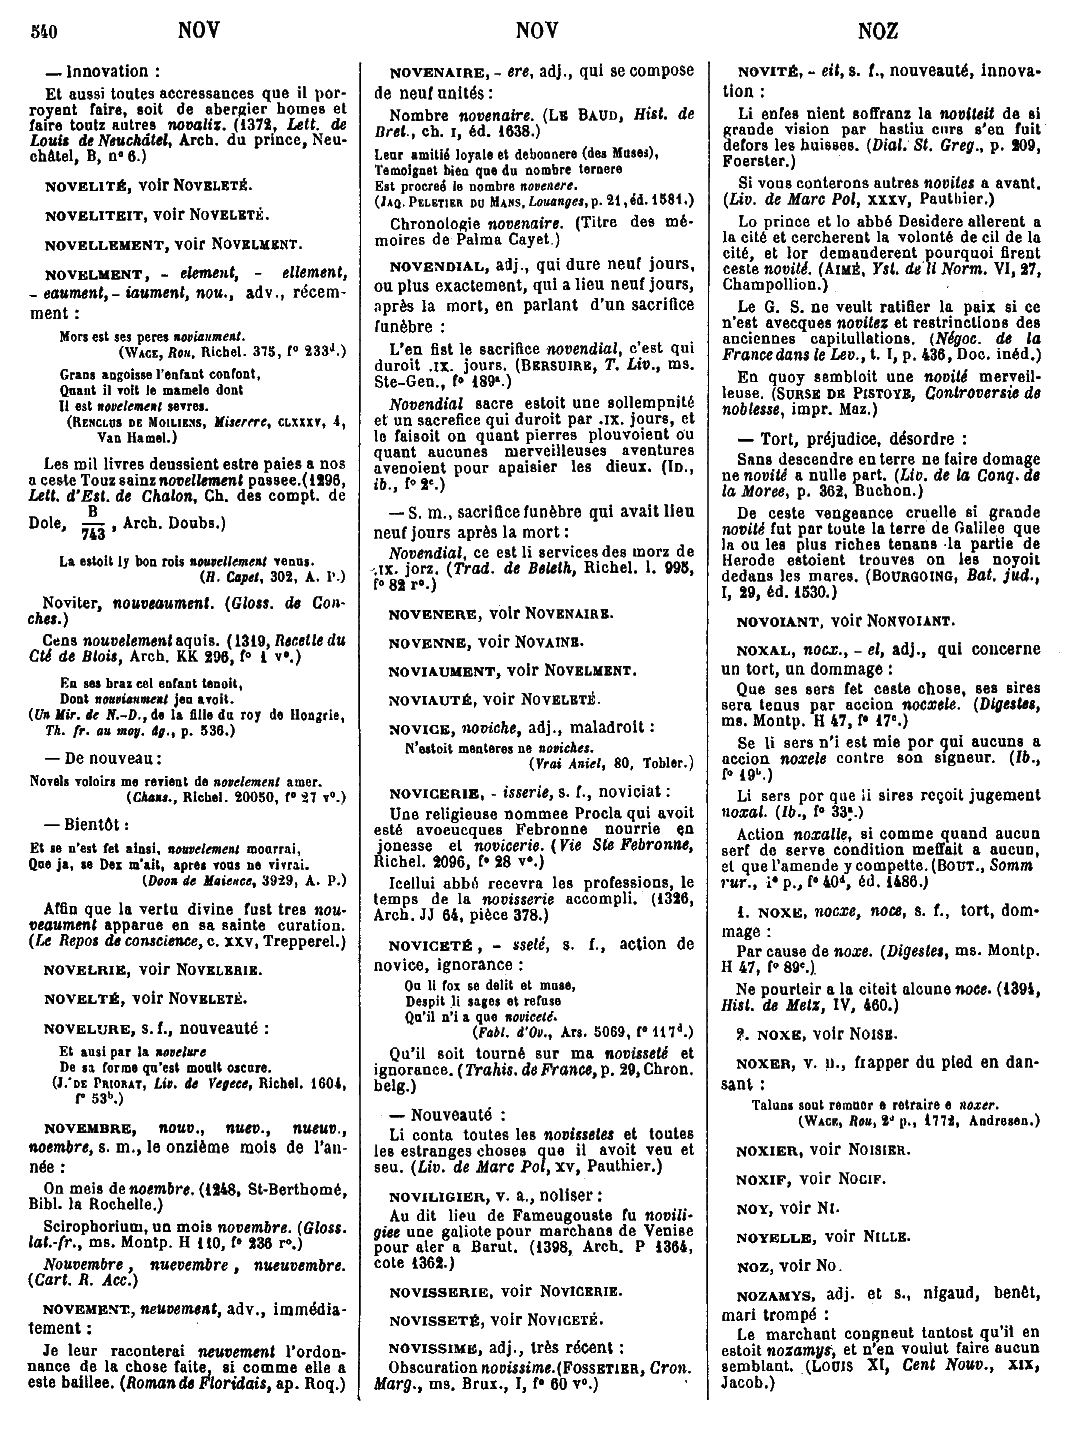 540 NOV NOV NOZ
— Innovation :
Et aussi toutes accressances que il por-
royent faire, soit de abergier homes et
faire toutz autres novaliz. (1372, Lett. de
Louis de Neuchâtel, Arch. du prince, Neu-
châtel, B, n° 6.)
NOVELITÉ, voir NOVELETÉ.
NOVELITEIT, voir NOVELETÉ.
NOVELLEMENT, voir NOVELMENT.
NOVELMENT, - element, - ellement,
- eaument, - iaument, nou., adv., récem-
ment :
Mors est ses peres noviaument.
(WACE, Rou, Richel. 375, f° 233d.)
Grans angoisse l'enfant confont,
Quant il voit le mamele dont
Il est novelement sevres.
(RENCLUS DE MOILIENS, Miserere, CLXXXV, 4,
Van Hamel.)
Les mil livres deussient estre paies a nos
a ceste Touz sainz novellement passee. (1296,
Lett. d'Est. de Chalon, Ch. des compt. de
Dole, B/743, Arch. Doubs.)
La estoit ly bon rois nouvellement venus.
(H. Capet, 302, A. P.)
Noviter, nouveaument. (Gloss. de Con-
ches.)
Cens nouvelement aquis. (1319, Recette du
Cté de Blois, Arch. KK 296, f° 1 v°.)
En ses braz cel enfant tenoit,
Dont nouviaument jeu avoit.
(Un Mir. de N.-D., de la fille du roy de Hongrie,
Th. fr. au moy. âg., p. 536.)
— De nouveau :
Novels voloirs me revient de novelement amer.
(Chans., Richel. 20050, f° 27 v°.)
— Bientôt :
Et se n'est fet ainsi, nouvelement mourrai,
Que ja, se Dex m'ait, apres vous ne vivrai.
(Doon de Maience, 3929, A. P.)
Affin que la vertu divine fust tres nou-
veaument apparue en sa sainte curation.
(Le Repos de conscience, c. XXV, Trepperel.)
NOVELRIE, voir NOVELERIE.
NOVELTÉ, voir NOVELETÉ.
NOVELURE, s. f., nouveauté :
Et ausi par la novelure
De sa forme qu'est moult oscure.
(J. DE PRIORAT, Liv. de Vegece, Richel. 1604,
f° 53b.)
NOVEMBRE, nouv., nuev., nueuv.,
noembre, s. m., le onzième mois de l'an-
née :
On meis de noembre. (1248, St-Berthomé,
Bibl. la Rochelle.)
Scirophorium, un mois novembre. (Gloss.
lat.-fr., ms. Montp. H 110, f° 236 r°.)
Nouvembre, nuevembre, nueuvembre.
(Cart. R. Acc.)
NOVEMENT, neuvement, adv., immédia-
tement :
Je leur raconterai neuvement l'ordon-
nance de la chose faite, si comme elle a
este baillee. (Roman de Floridais, ap. Roq.)
NOVENAIRE, - ere, adj., qui se compose
de neuf unités :
Nombre novenaire. (LE BAUD, Hist. de
Bret., ch. I, éd. 1638.)
Leur amitié loyale et debonnere (des Muses),
Temoignet bien que du nombre ternere
Est procreé le nombre novenere.
(JAQ. PELETIER DU MANS, Louanges, p. 21, éd. 1581.)
Chronologie novenaire. (Titre des mé-
moires de Palma Cayet.)
NOVENDIAL, adj., qui dure neuf jours,
ou plus exactement, qui a lieu neuf jours,
après la mort, en parlant d'un sacrifice
funèbre :
L'en fist le sacrifice novendial, c'est qui
duroit .IX. jours. (BERSUIRE, T. Liv., ms.
Ste-Gen., f° 189a.)
Novendial sacre estoit une sollempnité
et un sacrefice qui duroit par .IX. jours, et
le faisoit on quant pierres plouvoient ou
quant aucunes merveilleuses aventures
avenoient pour apaisier les dieux. (ID.,
ib., f° 2c.)
— S. m., sacrifice funèbre qui avait lieu
neuf jours après la mort :
Novendial, ce est li services des morz de
.IX. jorz. (Trad. de Beleth, Richel. l. 995,
f° 82 r°.)
NOVENERE, voir NOVENAIRE.
NOVENNE, voir NOVAINE.
NOVIAUMENT, voir NOVELMENT.
NOVIAUTÉ, voir NOVELETÉ.
NOVICE, noviche, adj., maladroit :
N'estoit menteres ne noviches.
(Vrai Aniel, 80, Tobler.)
NOVICERIE, - isserie, s. f., noviciat :
Une religieuse nommee Procla qui avoit
esté avoeucques Febronne nourrie en
jonesse et novicerie. (Vie Ste Febronne,
Richel. 2096, f° 28 v°.)
Icellui abbé recevra les professions, le
temps de la novisserie accompli. (1326,
Arch. JJ 64, pièce 378.)
NOVICETÉ, - sseté, s. f., action de
novice, ignorance :
Ou li fox se delit et muse,
Despit li sages et refuse
Qu'il n'i a que noviceté.
(Fabl. d'Ov., Ars. 5069, f° 117d.)
Qu'il soit tourné sur ma novisseté et
ignorance. (Trahis. de France, p. 29, Chron.
belg.)
— Nouveauté :
Li conta toutes les novissetes et toutes
les estranges choses que il avoit veu et
seu. (Liv. de Marc Pol, XV, Pauthier.)
NOVILIGIER, v. a., noliser :
Au dit lieu de Fameugouste fu novili-
giee une galiote pour marchans de Venise
pour aler a Barut. (1398, Arch. P 1364,
cote 1362.)
NOVISSERIE, voir NOVICERIE.
NOVISSETÉ, voir NOVICETÉ.
NOVISSIME, adj., très récent :
Obscuration novissime. (FOSSETIER, Cron.
Marg., ms. Brux., I, f° 60 v°.)
NOVITÉ, - eit, s. f., nouveauté, innova-
tion :
Li enfes nient soffranz la noviteit de si
grande vision par hastiu curs s'en fuit
defors les huisses. (Dial. St. Greg., p. 209,
Foerster.)
Si vous conterons autres novites a avant.
(Liv. de Marc Pol, XXXV, Pauthier.)
Lo prince et lo abbé Desidere allerent a
la cité et cercherent la volonté de cil de la
cité, et lor demanderent pourquoi firent
ceste novité. (AIMÉ, Yst. de li Norm. VI, 27,
Champollion.)
Le G. S. ne veult ratifier la paix si ce
n'est avecques novitez et restrinctions des
anciennes capitullations. (Négoc. de la
France dans le Lev., t. I, p. 436, Doc. inéd.)
En quoy sembloit une novité merveil-
leuse. (SURSE DE PISTOYE, Controversie de
noblesse, impr. Maz.)
— Tort, préjudice, désordre :
Sans descendre en terre ne faire domage
ne novité a nulle part. (Liv. de la Conq. de
la Moree, p. 362, Buchon.)
De ceste vengeance cruelle si grande
novité fut par toute la terre de Galilee que
la ou les plus riches tenans la partie de
Herode estoient trouves on les noyoit
dedans les mares. (BOURGOING, Bat. jud.,
I, 29, éd. 1530.)
NOVOIANT, voir NONVOIANT.
NOXAL, nocx., - el, adj., qui concerne
un tort, un dommage :
Que ses sers fet ceste chose, ses sires
sera tenus par accion nocxele. (Digestes,
ms. Montp. H 47, f° 17c.)
Se li sers n'i est mie por qui aucuns a
accion noxele contre son signeur. (Ib.,
f° 19b.)
Li sers por que li sires reçoit jugement
noxal. (Ib., f° 33c.)
Action noxalle, si comme quand aucun
serf de serve condition meffait a aucun,
et que l'amende y compette. (BOUT., Somm
rur., 1e p., f° 40d, éd. 1486.)
1. NOXE, nocxe, noce, s. f., tort, dom-
mage :
Par cause de noxe. (Digestes, ms. Montp.
H 47, f° 89c.)
Ne pourteir a la citeit alcune noce. (1391,
Hist. de Metz, IV, 460.)
2. NOXE, voir NOISE.
NOXER, v. n., frapper du pied en dan-
sant :
Taluns sout remuer e retraire e noxer.
(WACE, Rou, 2d p., 1772, Andresen.)
NOXIER, voir NOISIER.
NOXIF, voir NOCIF.
NOY, voir NI.
NOYELLE, voir NILLE.
NOZ, voir NO.
NOZAMYS, adj. et s., nigaud, benêt,
mari trompé :
Le marchant congneut tantost qu'il en
estoit nozamys, et n'en voulut faire aucun
semblant. (LOUIS XI, Cent Nouv., XIX,
Jacob.)